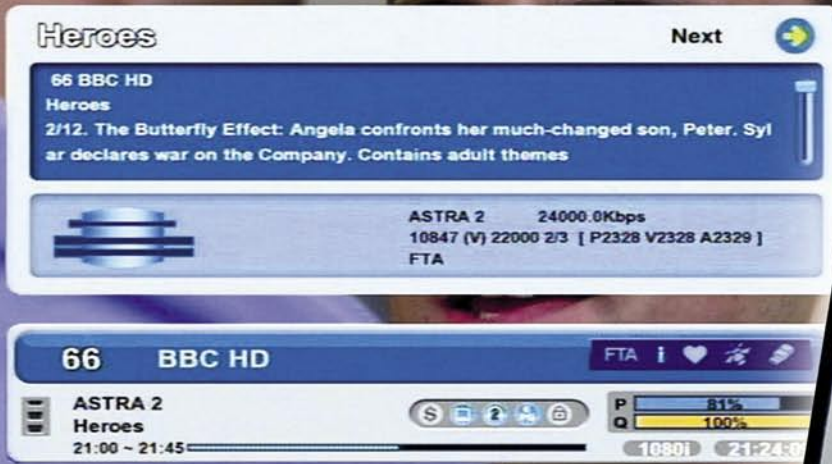 Heroes
Next
66 BBC HD
Heroes
2/12. The Butterfly Effect: Angela confronts her much-changed son, Peter. Syl
ar declares war on the Company. Contains adult themes
ASTRA 2 24000.0Kbps
10847 (V) 22000 2/3 [ P2328 V2328 A2329 ]
FTA
66 BBC HD
FTA i
ASTRA 2
Heroes
21:00 ~ 21:45
S 2
P 81%
Q 100%
1080i 21:24:0